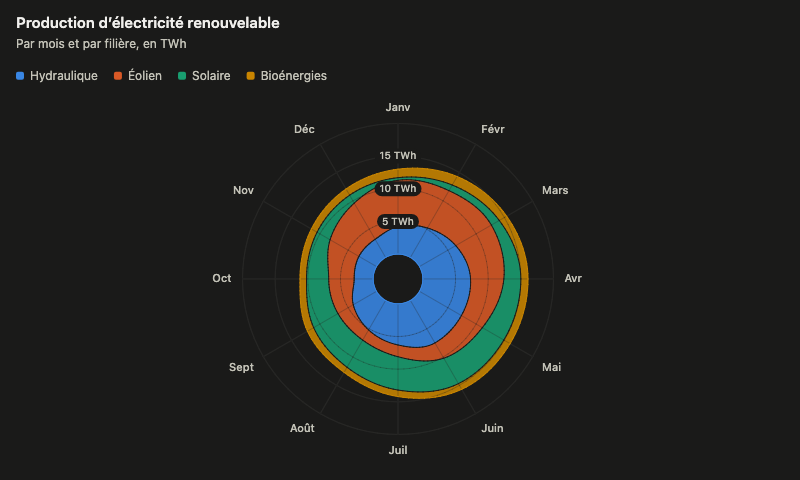 Production d’électricité renouvelable
Par mois et par filière, en TWh
Hydraulique Éolien Solaire Bioénergies
Janv
Déc Févr
15 TWh
10 TWh
Nov Mars
5 TWh
Oct Avr
Sept Mai
Août Juin
Juil